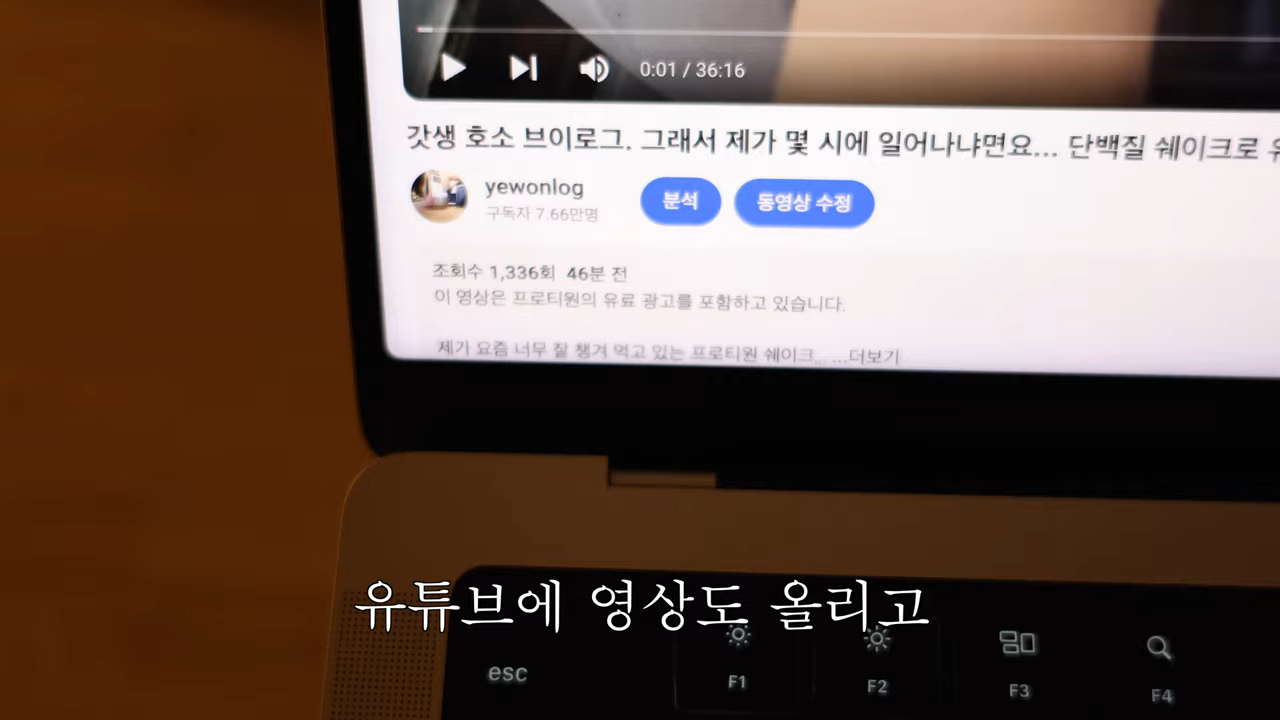 0:01 / 36:16
갓생 호소 브이로그. 그래서 제가 몇 시에 일어나냐면요... 단백질 쉐이크로
yewonlog
구독자 7.66만명
분석
동영상 수정
조회수 1,336회 46분 전
이 영상은 프로티원의 유료 광고를 포함하고 있습니다.
제가 요즘 너무 잘 챙겨 먹고 있는 프로티원 쉐이크... ...더보기
유튜브에 영상도 올리고
esc
F1
F2
F3
F4